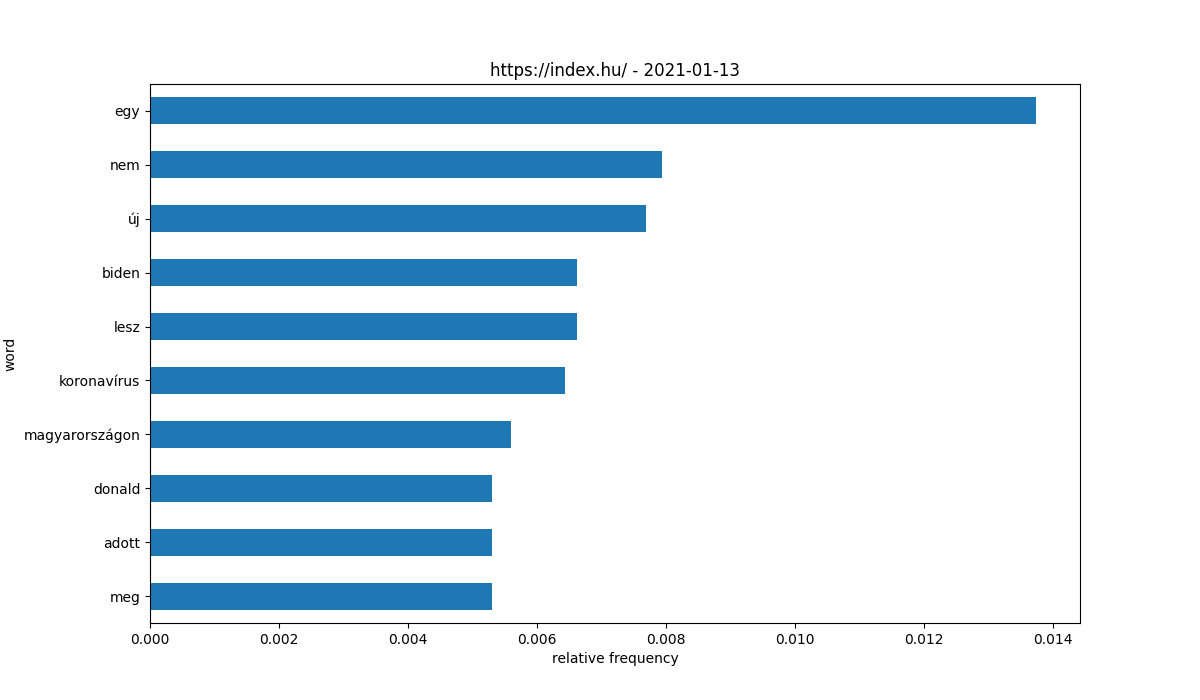 https://index.hu/ - 2021-01-13
egy
nem
új
biden
lesz
koronavírus
magyarországon
donald
adott
meg
word
0.000 0.002 0.004 0.006 0.008 0.010 0.012 0.014
relative frequency